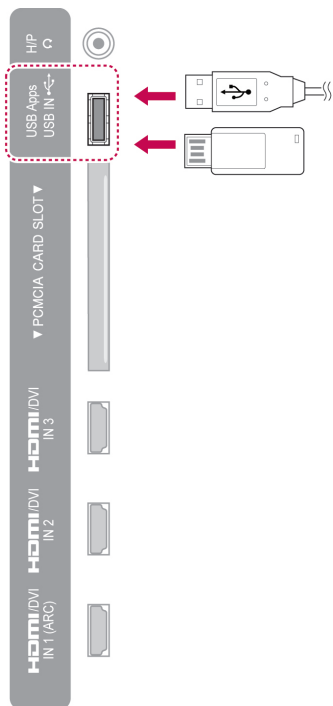 H/P
USB Apps
USB IN
▼ PCMCIA CARD SLOT ▼
HDMI/DVI
IN 3
HDMI/DVI
IN 2
HDMI/DVI
IN 1 (ARC)